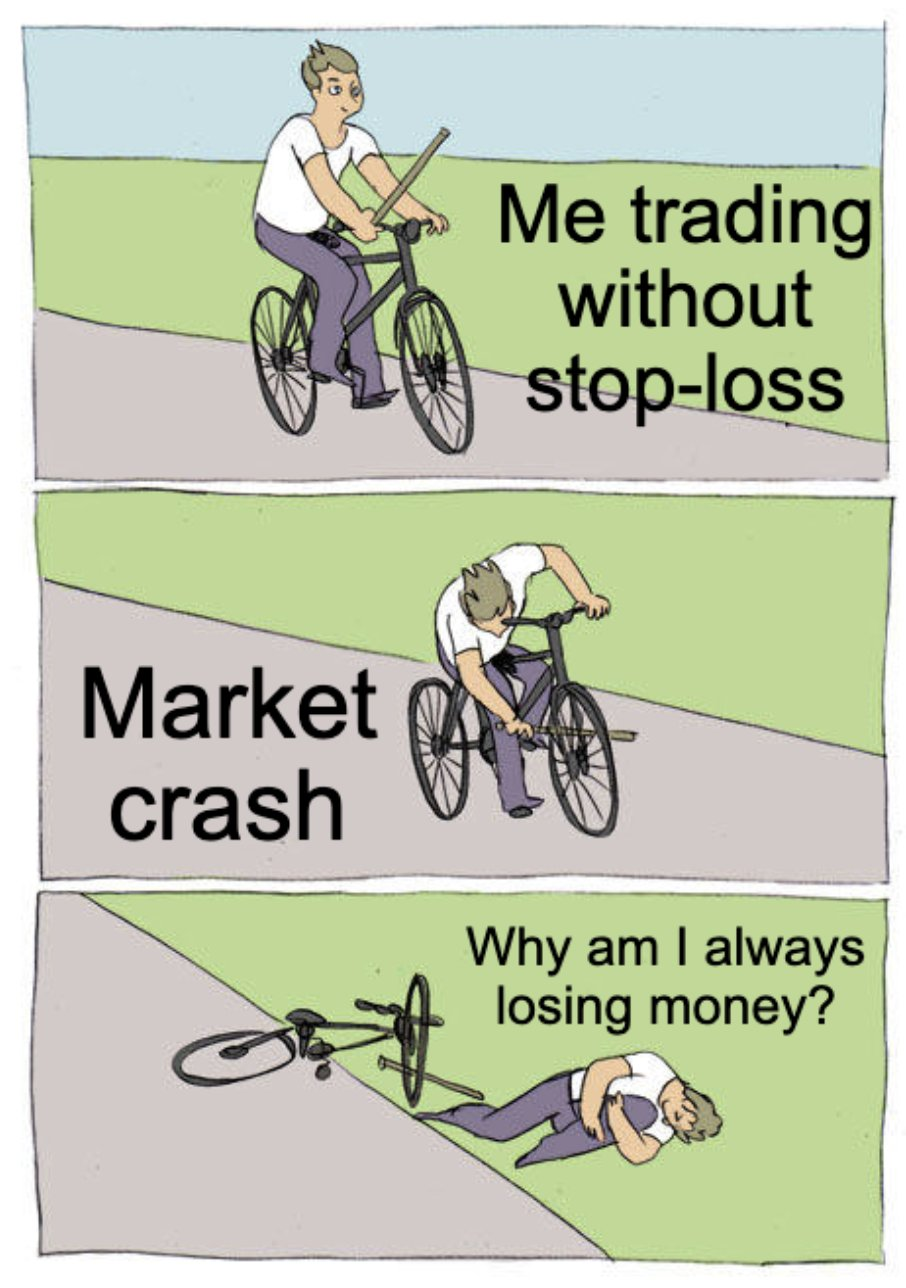 Me trading
without
stop-loss
Market
crash
Why am I always
losing money?